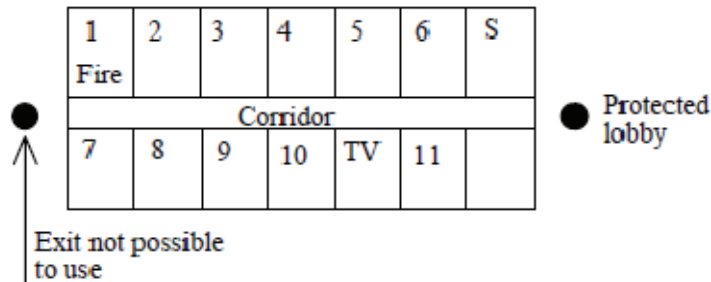 1 2 3 4 5 6 S
Fire
Corridor
Protected
lobby
7 8 9 10 TV 11
Exit not possible
to use